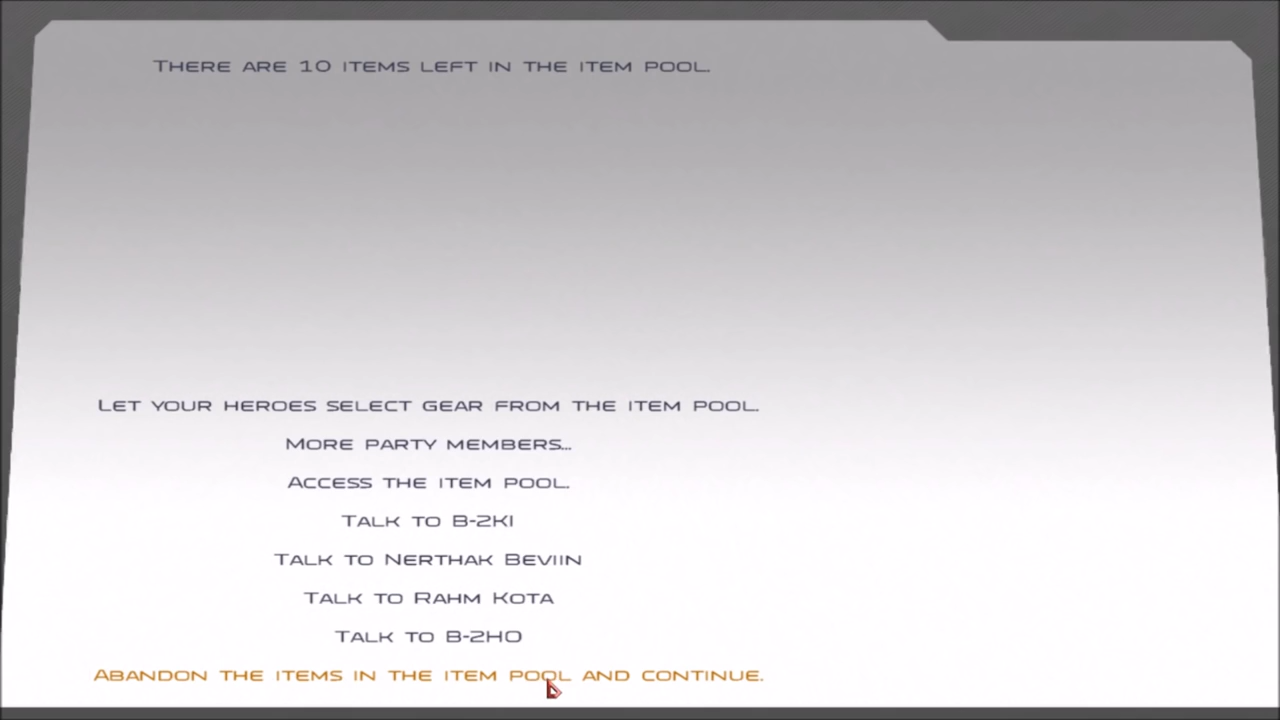 There are 10 items left in the item pool.
Let your heroes select gear from the item pool.
More party members...
Access the item pool.
Talk to B-2KI
Talk to Nerthak Beviin
Talk to Rahm Kota
Talk to B-2HO
Abandon the items in the item pool and continue.